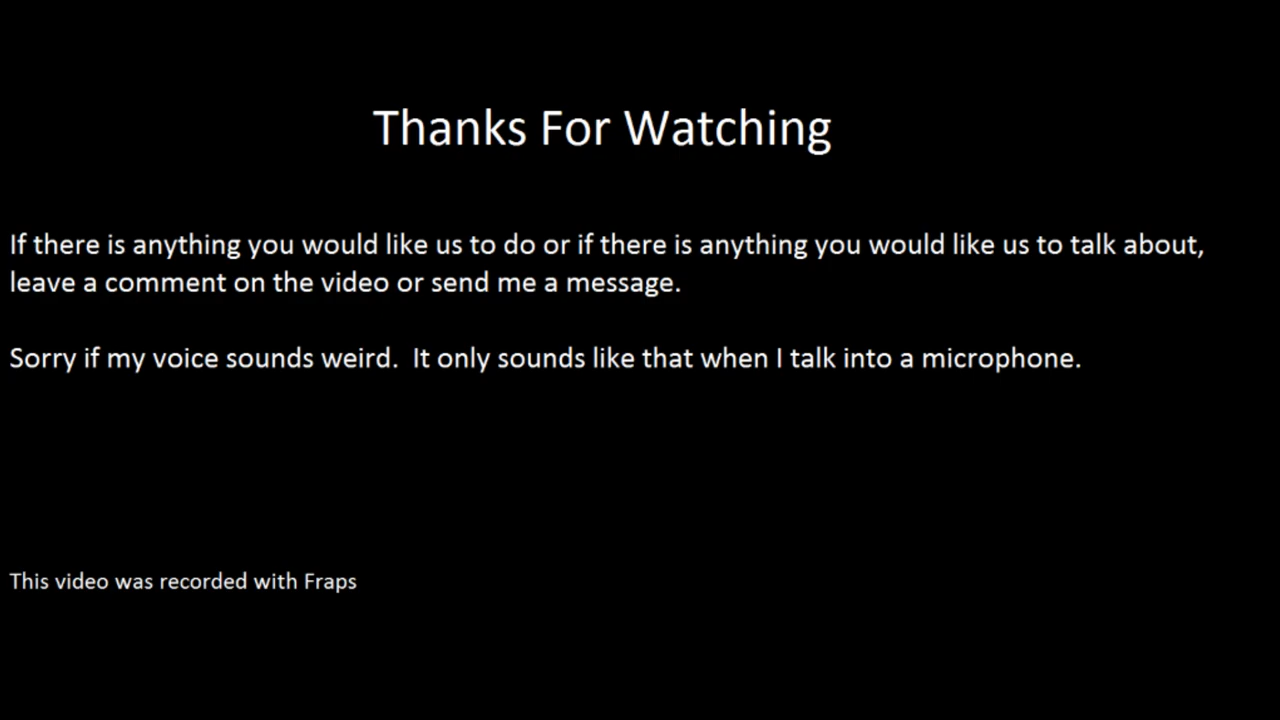 Thanks For Watching
If there is anything you would like us to do or if there is anything you would like us to talk about,
leave a comment on the video or send me a message.
Sorry if my voice sounds weird.  It only sounds like that when I talk into a microphone.
This video was recorded with Fraps